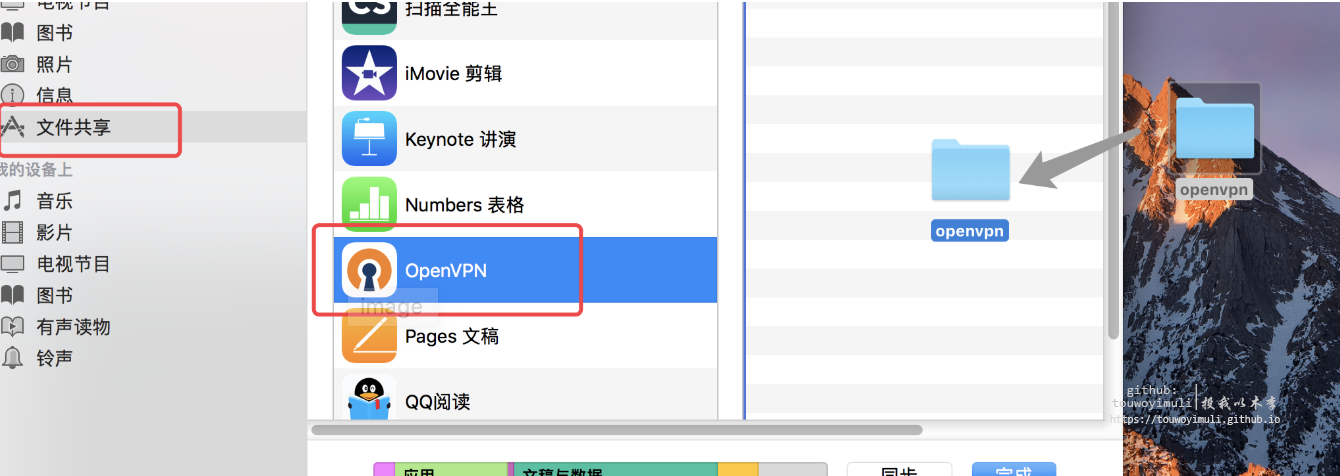 电视节目
图书
照片
信息
文件共享
我的设备上
音乐
影片
电视节目
图书
有声读物
铃声
CS
扫描全能王
iMovie 剪辑
Keynote 讲演
Numbers 表格
OpenVPN
image
Pages 文稿
QQ阅读
openvpn
openvpn
github:
touwoyimuli|投我以木李
https://touwoyimuli.github.io
应用
文稿与数据
同步
完成